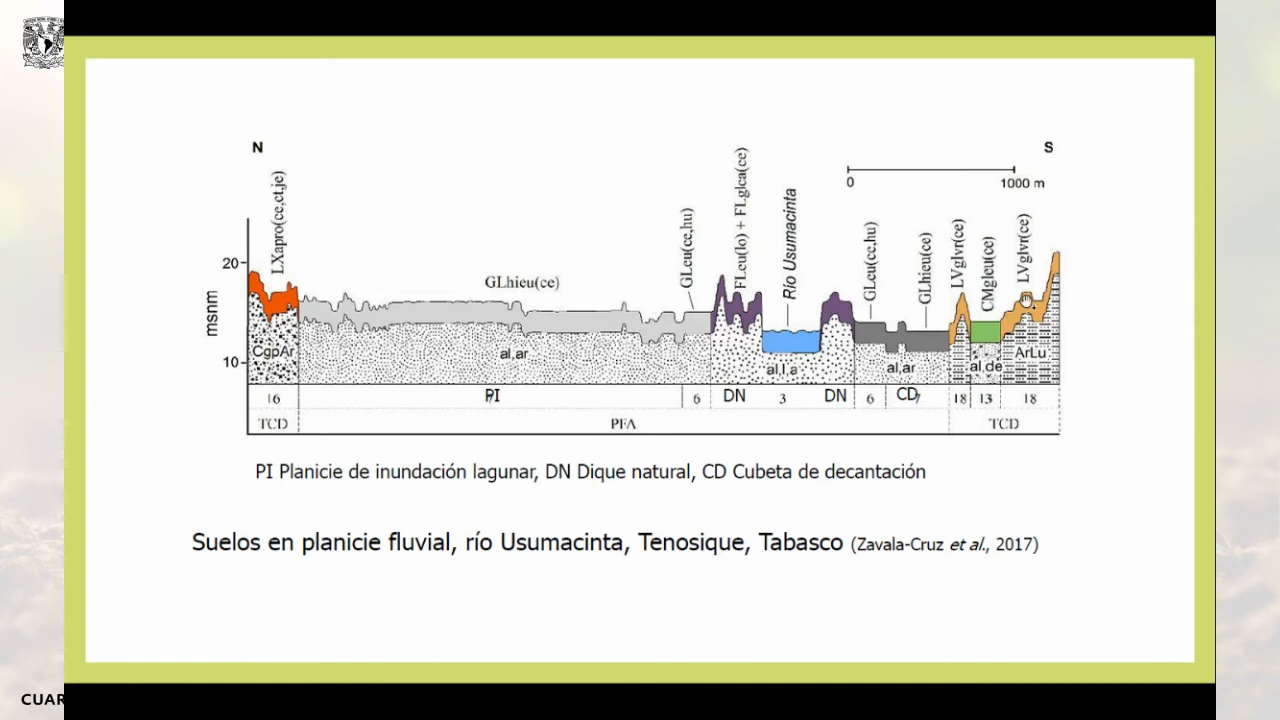 N
S
0
1000 m
LXapro(ce,ct,je)
GLhieu(ce)
GLeu(ce,hu)
FLeu(lo) + FLglca(ce)
Río Usumacinta
GLeu(ce,hu)
GLhieu(ce)
LVglvr(ce)
CMgleu(ce)
LVglvr(ce)
msnm
20
10
CgpAr
al,ar
al,l,a
al,ar
al,de
ArLu
16
PI
6
DN
3
DN
6
CD
7
18
13
18
TCD
PFA
TCD
PI Planicie de inundación lagunar, DN Dique natural, CD Cubeta de decantación
Suelos en planicie fluvial, río Usumacinta, Tenosique, Tabasco (Zavala-Cruz et al., 2017)
CUAR